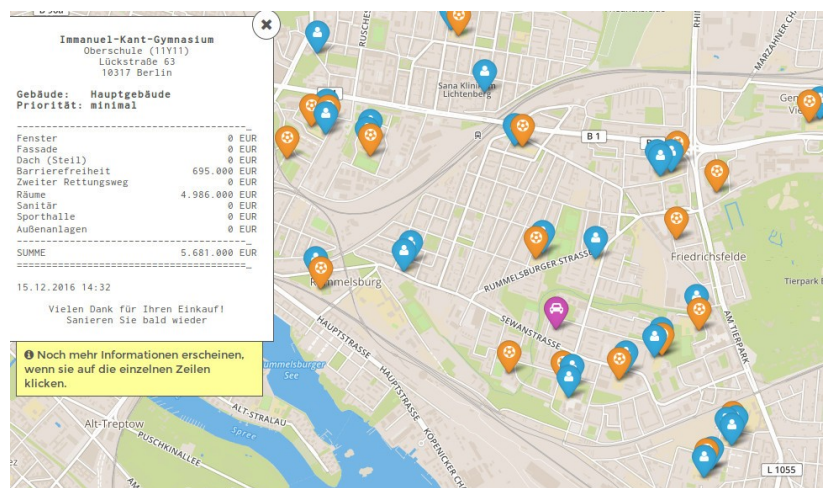 Immanuel-Kant-Gymnasium
Oberschule (11Y11)
Lückstraße 63
10317 Berlin
Gebäude: Hauptgebäude
Priorität: minimal
Fenster 0 EUR
Fassade 0 EUR
Dach (Steil) 0 EUR
Barrierefreiheit 695.000 EUR
Zweiter Rettungsweg 0 EUR
Räume 4.986.000 EUR
Sanitär 0 EUR
Sporthalle 0 EUR
Außenanlagen 0 EUR
SUMME 5.681.000 EUR
15.12.2016 14:32
Vielen Dank für Ihren Einkauf!
Sanieren Sie bald wieder
Noch mehr Informationen erscheinen,
wenn sie auf die einzelnen Zeilen
klicken.
Sana Klinikum
Lichtenberg
B 1
MARZAHNER
RUMMELSBURGER STRASSE
Friedrichsfelde
Rummelsburg
Tierpark
SEWANSTRASSE
AM TIERPARK
HAUPTSTRASSE
HAUPTSTRASSE
Rummelsburger
See
KÖPENICKER
ALT-STRALAU
Alt-Treptow
Spree
PUSCHKINALLEE
L 1055